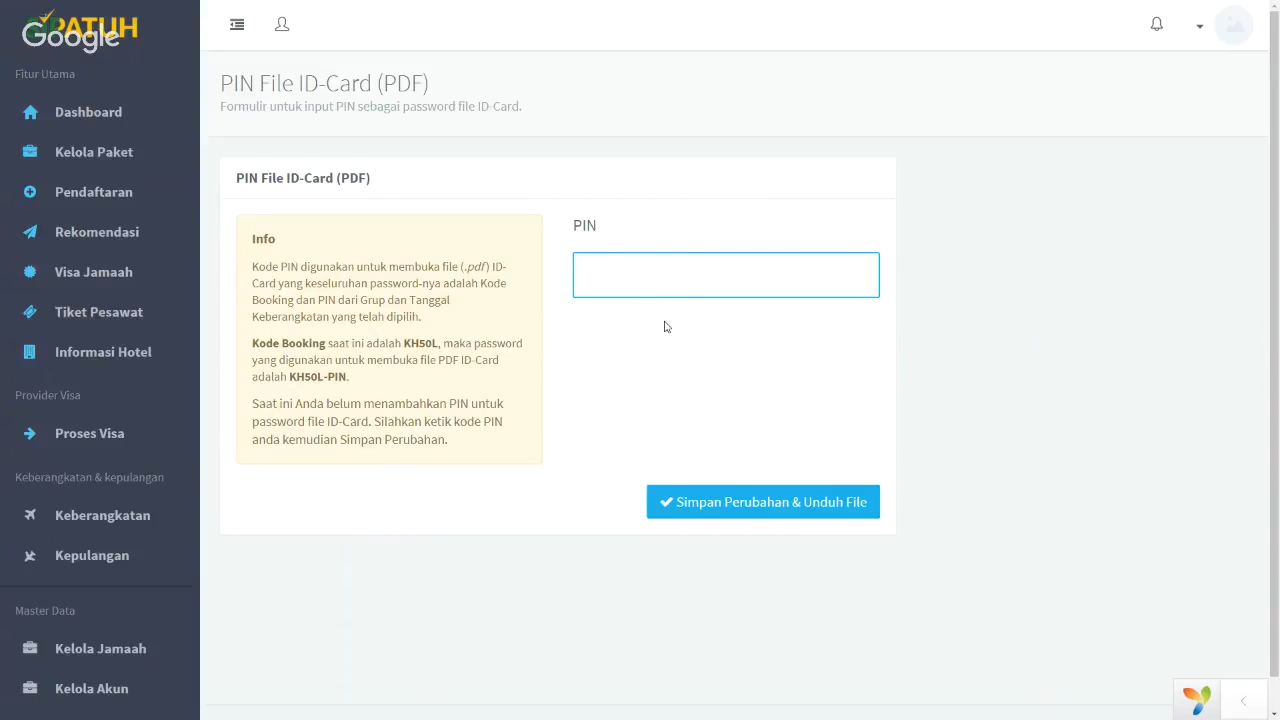 PATUH
Google
Fitur Utama
Dashboard
Kelola Paket
Pendaftaran
Rekomendasi
Visa Jamaah
Tiket Pesawat
Informasi Hotel
Provider Visa
Proses Visa
Keberangkatan & kepulangan
Keberangkatan
Kepulangan
Master Data
Kelola Jamaah
Kelola Akun
PIN File ID-Card (PDF)
Formulir untuk input PIN sebagai password file ID-Card.
PIN File ID-Card (PDF)
Info
Kode PIN digunakan untuk membuka file (.pdf) ID-
Card yang keseluruhan password-nya adalah Kode
Booking dan PIN dari Grup dan Tanggal
Keberangkatan yang telah dipilih.
Kode Booking saat ini adalah KH50L, maka password
yang digunakan untuk membuka file PDF ID-Card
adalah KH50L-PIN.
Saat ini Anda belum menambahkan PIN untuk
password file ID-Card. Silahkan ketik kode PIN
anda kemudian Simpan Perubahan.
PIN
Simpan Perubahan & Unduh File